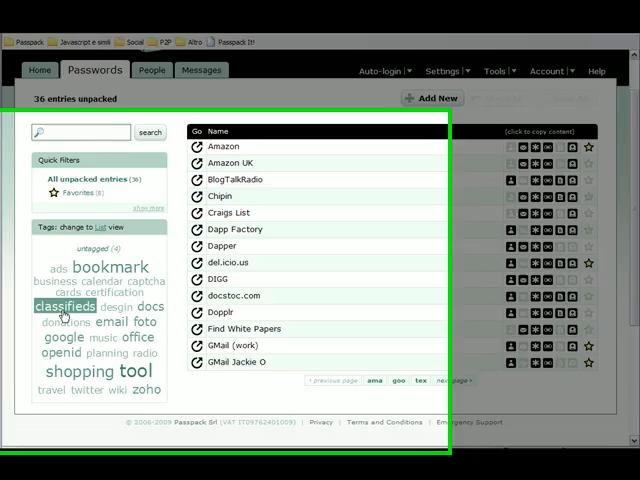 Passpack Javascript e simili Social P2P Altro Passpack It!
Home Passwords People Messages Auto-login Settings Tools Account Help
36 entries unpacked Add New
search Go Name (click to copy content)
Amazon
Quick filters Amazon UK
All unpacked entries (36) BlogTalkRadio
Favorites (8) Chipin
show more Craigs List
Tags: change to List view Dapp Factory
untagged (4) Dapper
ads bookmark del.icio.us
business calendar captcha DIGG
cards certification docstoc.com
classifieds desgin docs Dopplr
donations email foto Find White Papers
google music office GMail (work)
openid planning radio GMail Jackie O
shopping tool ‹ previous page ama goo tex next page ›
travel twitter wiki zoho
© 2006-2009 Passpack Srl (VAT IT09762401009) | Privacy | Terms and Conditions | Emergency Support